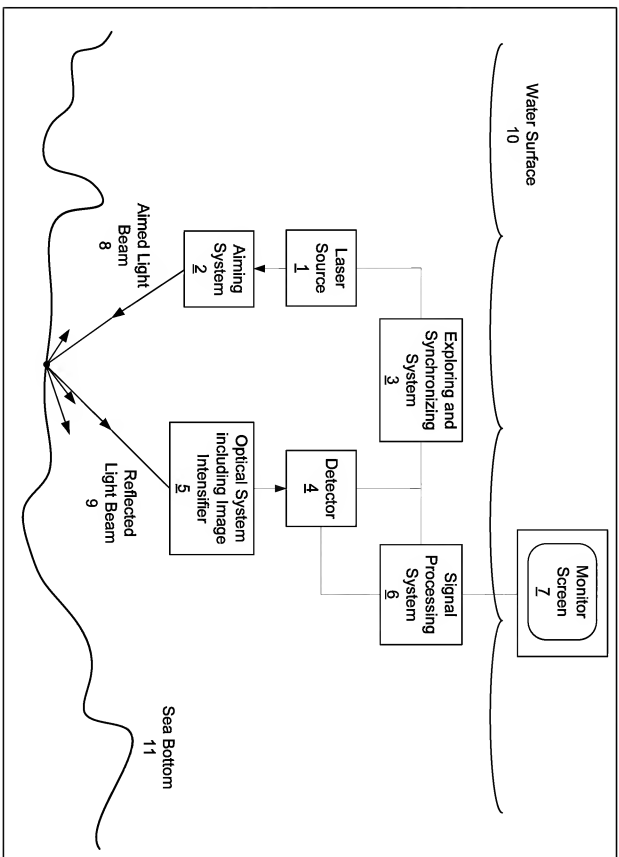 Water Surface
10
Monitor
Screen
7
Exploring and
Synchronizing
System
3
Signal
Processing
System
6
Laser
Source
1
Detector
4
Aiming
System
2
Optical System
including Image
Intensifier
5
Aimed Light
Beam
8
Reflected
Light Beam
9
Sea Bottom
11